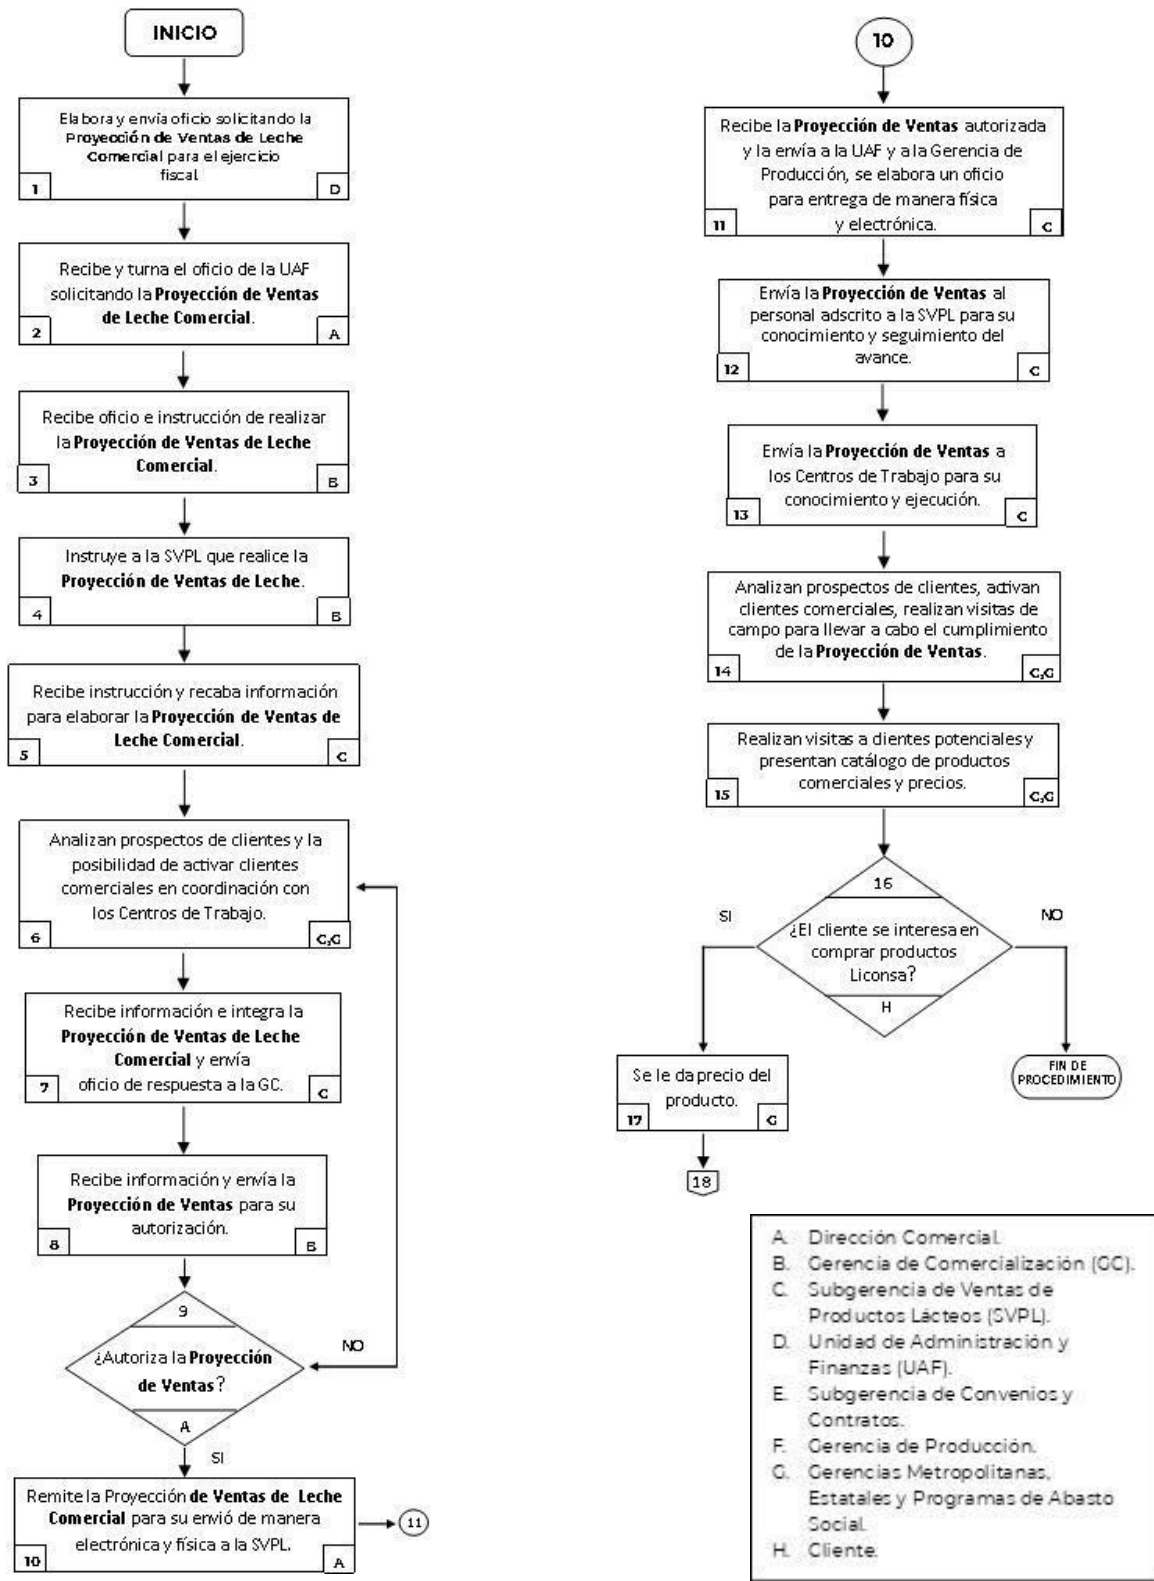 INICIO
Elabora y envía oficio solicitando la
Proyección de Ventas de Leche
Comercial para el ejercicio
fiscal.
1 D
Recibe y turna el oficio de la UAF
solicitando la Proyección de Ventas
de Leche Comercial.
2 A
Recibe oficio e instrucción de realizar
la Proyección de Ventas de Leche
Comercial.
3 B
Instruye a la SVPL que realice la
Proyección de Ventas de Leche.
4 B
Recibe instrucción y recaba información
para elaborar la Proyección de Ventas de
Leche Comercial.
5 C
Analizan prospectos de clientes y la
posibilidad de activar clientes
comerciales en coordinación con
los Centros de Trabajo.
6 C,G
Recibe información e integra la
Proyección de Ventas de Leche
Comercial y envía
oficio de respuesta a la GC.
7 C
Recibe información y envía la
Proyección de Ventas para su
autorización.
8 B
9
¿Autoriza la Proyección
de Ventas?
A
NO
SI
Remite la Proyección de Ventas de Leche
Comercial para su envió de manera
electrónica y física a la SVPL.
10 A
11
10
Recibe la Proyección de Ventas autorizada
y la envía a la UAF y a la Gerencia de
Producción, se elabora un oficio
para entrega de manera física
y electrónica.
11 C
Envía la Proyección de Ventas al
personal adscrito a la SVPL para su
conocimiento y seguimiento del
avance.
12 C
Envía la Proyección de Ventas a
los Centros de Trabajo para su
conocimiento y ejecución.
13 C
Analizan prospectos de clientes, activan
clientes comerciales, realizan visitas de
campo para llevar a cabo el cumplimiento
de la Proyección de Ventas.
14 C,G
Realizan visitas a clientes potenciales y
presentan catálogo de productos
comerciales y precios.
15 C,G
16
¿El cliente se interesa en
comprar productos
Liconsa?
H
SI
NO
Se le da precio del
producto.
17 G
18
FIN DE
PROCEDIMIENTO
A. Dirección Comercial.
B. Gerencia de Comercialización (GC).
C. Subgerencia de Ventas de
Productos Lácteos (SVPL).
D. Unidad de Administración y
Finanzas (UAF).
E. Subgerencia de Convenios y
Contratos.
F. Gerencia de Producción.
G. Gerencias Metropolitanas,
Estatales y Programas de Abasto
Social.
H. Cliente.